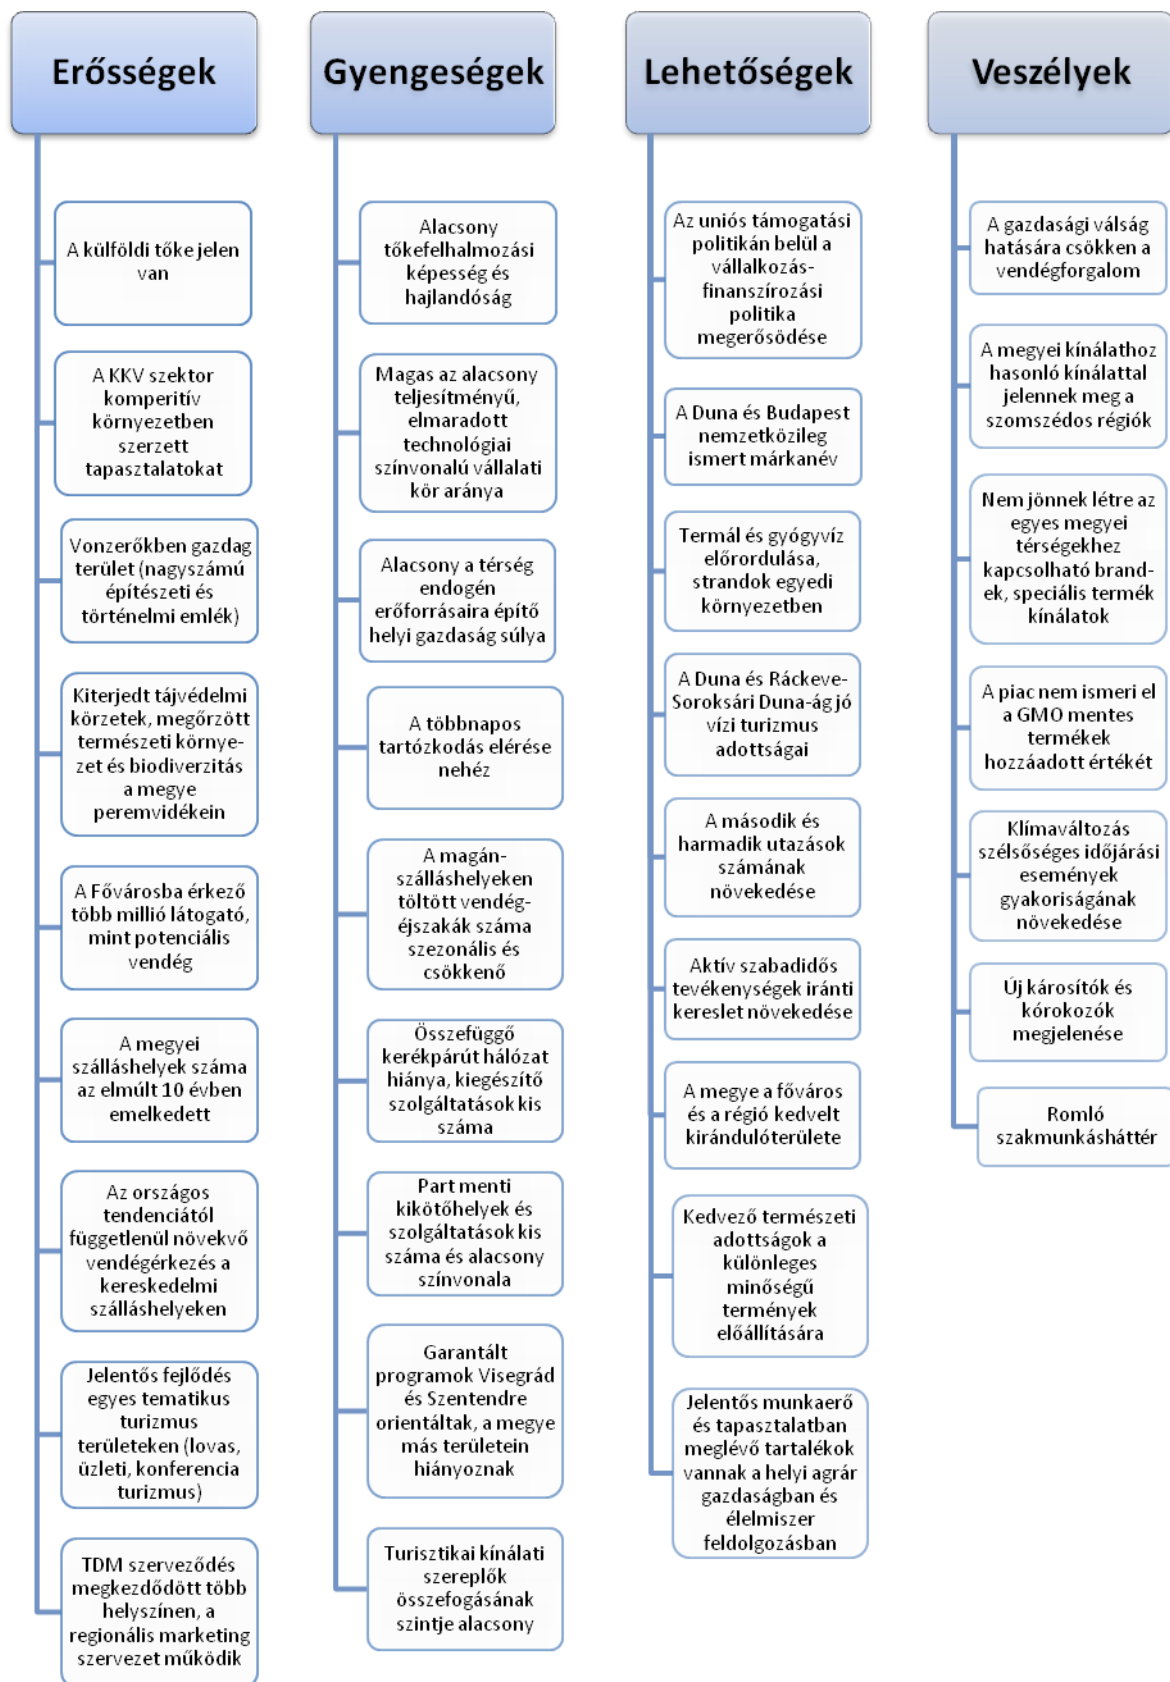 Erősségek
A külföldi tőke jelen
van
A KKV szektor
komperitív
környezetben
szerzett
tapasztalatokat
Vonzerőkben gazdag
terület (nagyszámú
építészeti és
történelmi emlék)
Kiterjedt tájvédelmi
körzetek, megőrzött
természeti környe-
zet és biodiverzitás
a megye
peremvidékein
A Fővárosba érkező
több millió látogató,
mint potenciális
vendég
A megyei
szálláshelyek száma
az elmúlt 10 évben
emelkedett
Az országos
tendenciától
függetlenül növekvő
vendégérkezés a
kereskedelmi
szálláshelyeken
Jelentős fejlődés
egyes tematikus
turizmus
területeken (lovas,
üzleti, konferencia
turizmus)
TDM szerveződés
megkezdődött több
helyszínen, a
regionális marketing
szervezet működik
Gyengeségek
Alacsony
tőkefelhalmozási
képesség és
hajlandóság
Magas az alacsony
teljesítményű,
elmaradott
technológiai
színvonalú vállalati
kör aránya
Alacsony a térség
endogén
erőforrásaira építő
helyi gazdaság súlya
A többnapos
tartózkodás elérése
nehéz
A magán-
szálláshelyeken
töltött vendég-
éjszakák száma
szezonális és
csökkenő
Összefüggő
kerékpárút hálózat
hiánya, kiegészítő
szolgáltatások kis
száma
Part menti
kikötőhelyek és
szolgáltatások kis
száma és alacsony
színvonala
Garantált
programok Visegrád
és Szentendre
orientáltak, a megye
más területein
hiányoznak
Turisztikai kínálati
szereplők
összefogásának
szintje alacsony
Lehetőségek
Az uniós támogatási
politikán belül a
vállalkozás-
finanszírozási
politika
megerősödése
A Duna és Budapest
nemzetközileg
ismert márkanév
Termál és gyógyvíz
előrordulása,
strandok egyedi
környezetben
A Duna és Ráckeve-
Soroksári Duna-ág jó
vízi turizmus
adottságai
A második és
harmadik utazások
számának
növekedése
Aktív szabadidős
tevékenységek iránti
kereslet növekedése
A megye a főváros
és a régió kedvelt
kirándulóterülete
Kedvező természeti
adottságok a
különleges
minőségű
termények
előállítására
Jelentős munkaerő
és tapasztalatban
meglévő tartalékok
vannak a helyi agrár
gazdaságban és
élelmiszer
feldolgozásban
Veszélyek
A gazdasági válság
hatására csökken a
vendégforgalom
A megyei kínálathoz
hasonló kínálattal
jelennek meg a
szomszédos régiók
Nem jönnek létre az
egyes megyei
térségekhez
kapcsolható brand-
ek, speciális termék
kínálatok
A piac nem ismeri el
a GMO mentes
termékek
hozzáadott értékét
Klímaváltozás
szélsőséges időjárási
események
gyakoriságának
növekedése
Új károsítók és
kórokozók
megjelenése
Romló
szakmunkásháttér